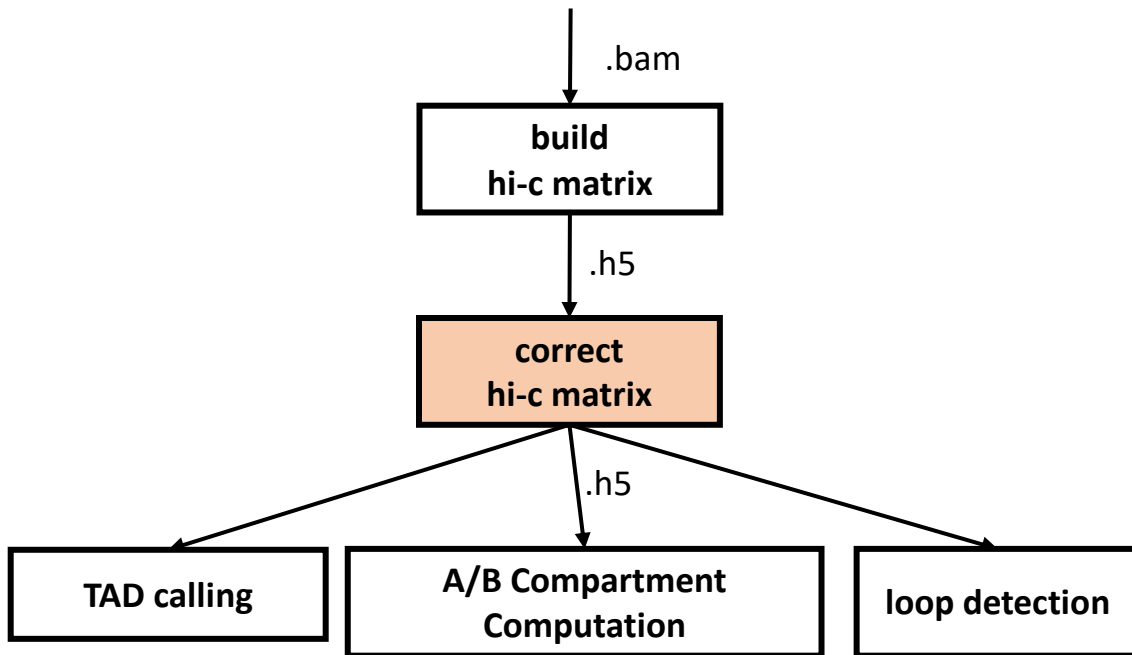 .bam
build
hi-c matrix
.h5
correct
hi-c matrix
.h5
TAD calling
A/B Compartment
Computation
loop detection